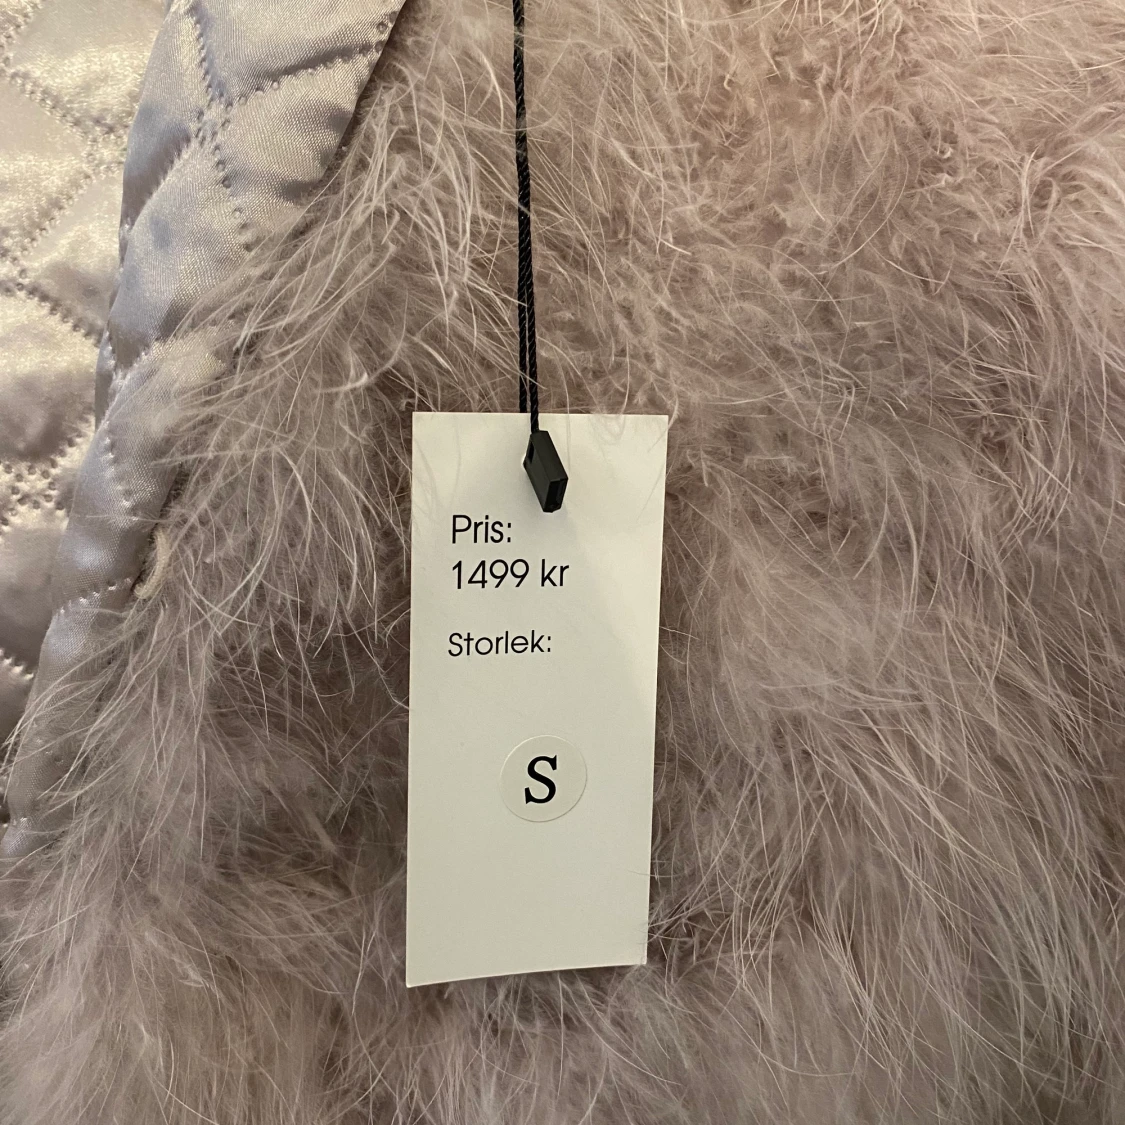 Pris:
1499 kr
Storlek:
S